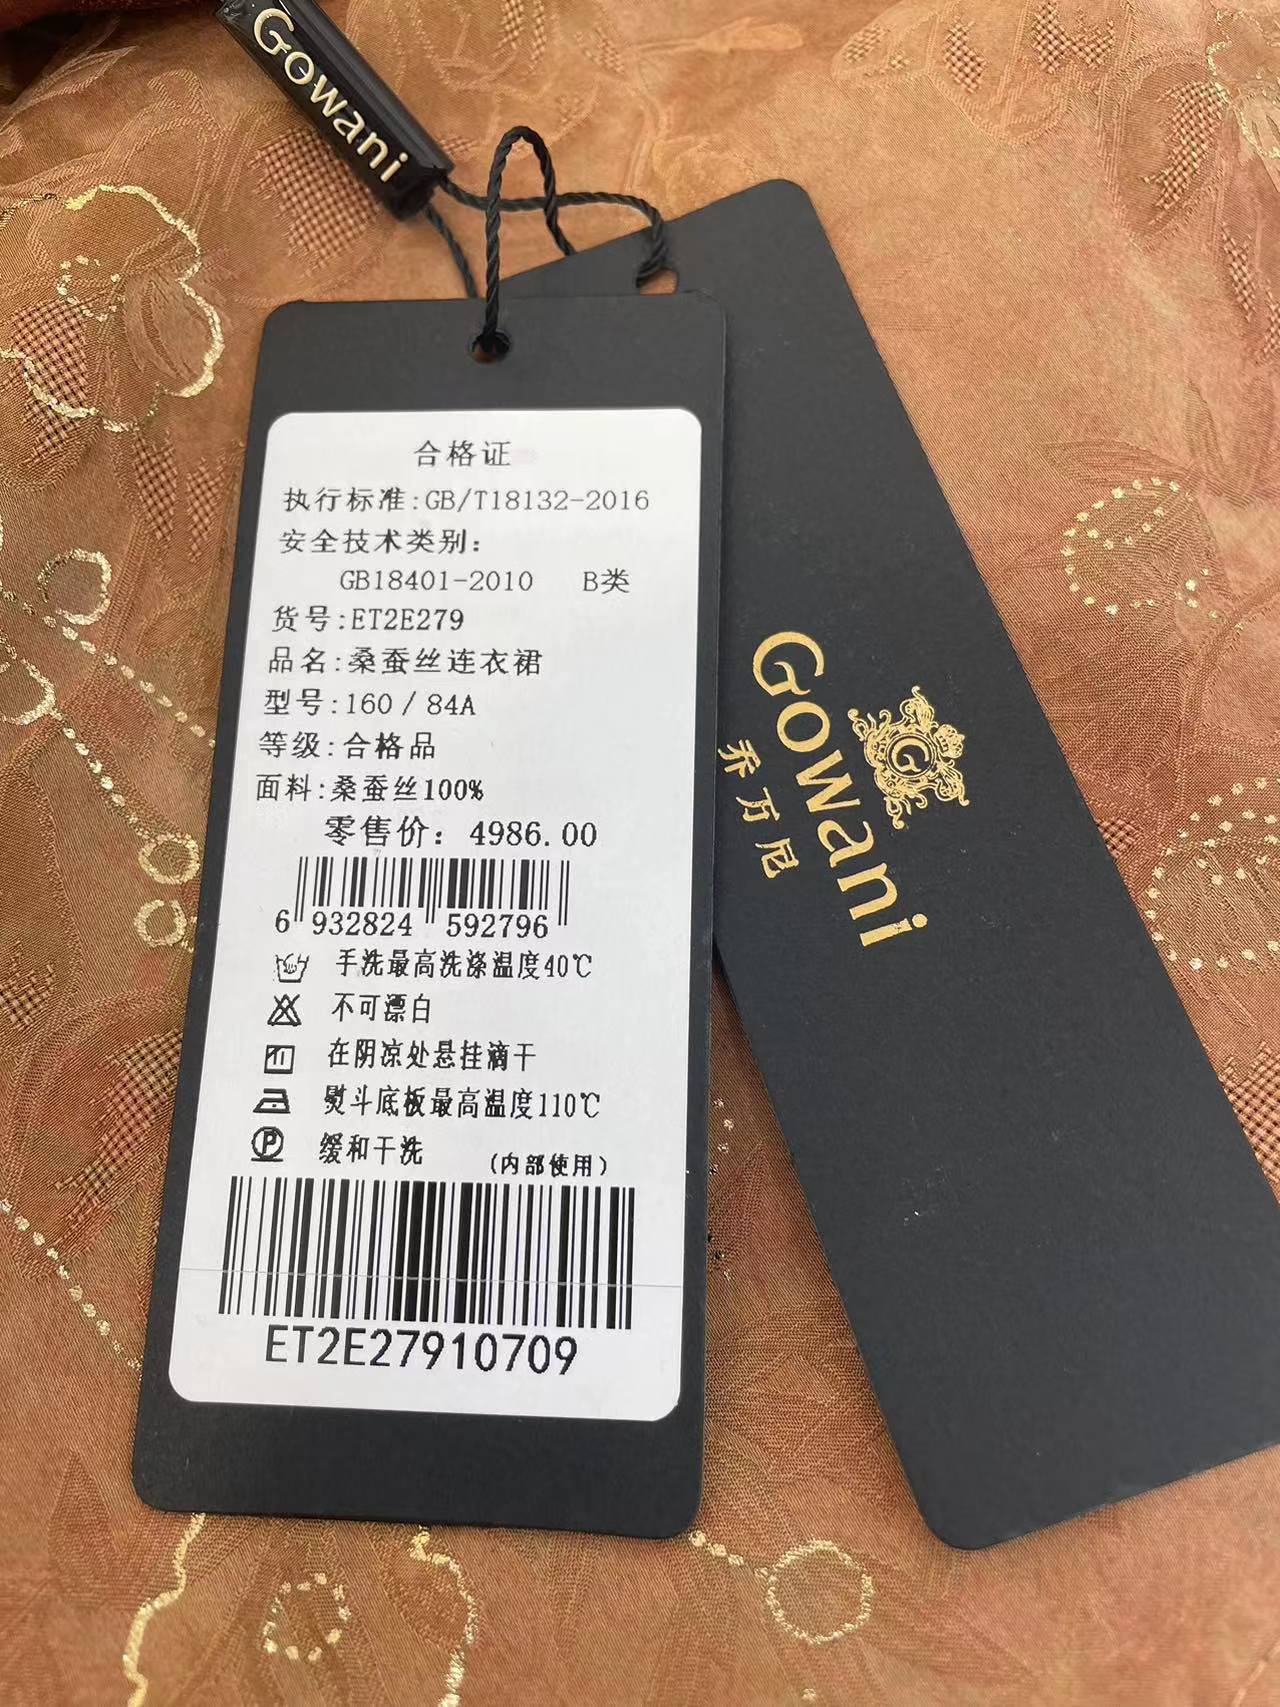 Gowani
合格证
执行标准:GB/T18132-2016
安全技术类别:
GB18401-2010 B类
货号:ET2E279
品名:桑蚕丝连衣裙
型号:160/84A
等级:合格品
面料:桑蚕丝100%
零售价: 4986.00
6 932824 592796
手洗最高洗涤温度40℃
不可漂白
在阴凉处悬挂滴干
熨斗底板最高温度110℃
P 缓和干洗 (内部使用)
ET2E27910709
G
Gowani
乔万尼